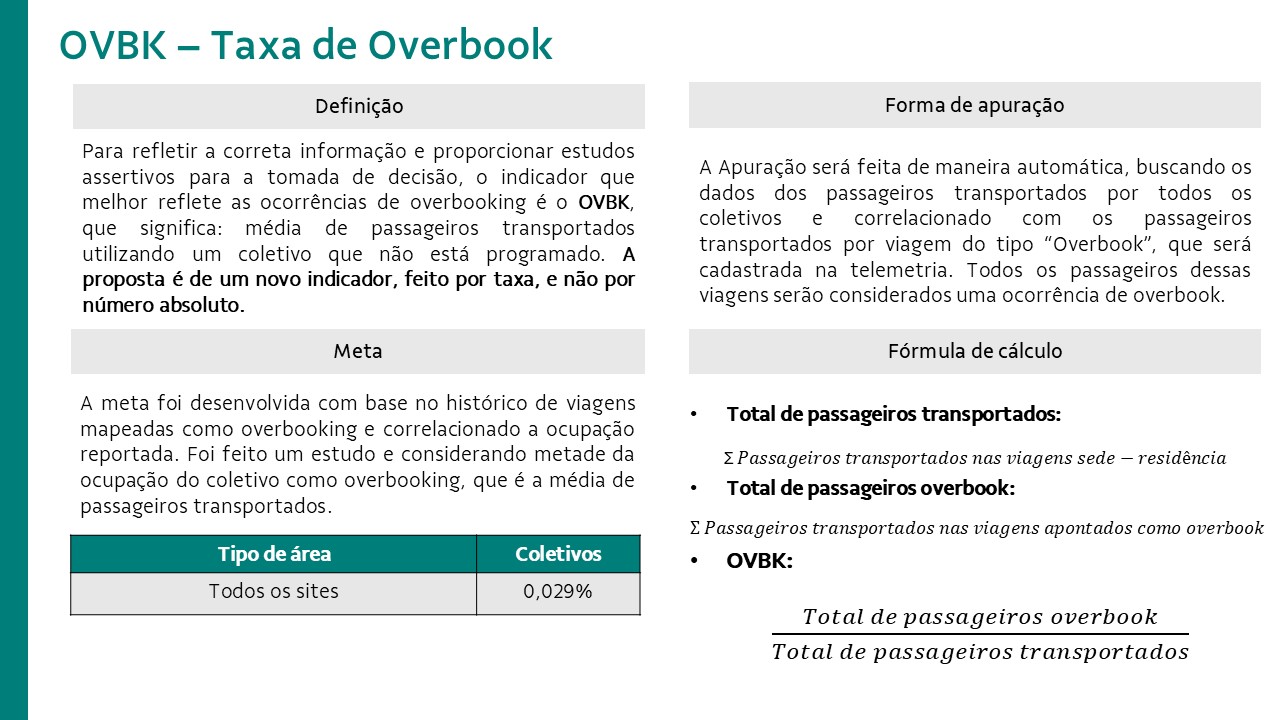 OVBK – Taxa de Overbook
Definição
Para refletir a correta informação e proporcionar estudos
assertivos para a tomada de decisão, o indicador que
melhor reflete as ocorrências de overbooking é o OVBK,
que significa: média de passageiros transportados
utilizando um coletivo que não está programado. A
proposta é de um novo indicador, feito por taxa, e não por
número absoluto.
Meta
A meta foi desenvolvida com base no histórico de viagens
mapeadas como overbooking e correlacionado a ocupação
reportada. Foi feito um estudo e considerando metade da
ocupação do coletivo como overbooking, que é a média de
passageiros transportados.
Tipo de área Coletivos
Todos os sites 0,029%
Forma de apuração
A Apuração será feita de maneira automática, buscando os
dados dos passageiros transportados por todos os
coletivos e correlacionado com os passageiros
transportados por viagem do tipo “Overbook”, que será
cadastrada na telemetria. Todos os passageiros dessas
viagens serão considerados uma ocorrência de overbook.
Fórmula de cálculo
• Total de passageiros transportados:
Σ Passageiros transportados nas viagens sede − residência
• Total de passageiros overbook:
Σ Passageiros transportados nas viagens apontados como overbook
• OVBK:
Total de passageiros overbook
Total de passageiros transportados